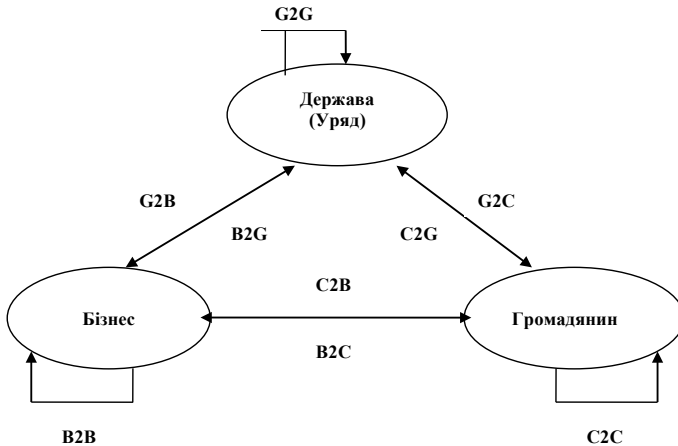 G2G
Держава
(Уряд)
G2B
G2C
B2G
C2G
C2B
Бізнес
Громадянин
B2C
B2B
C2C